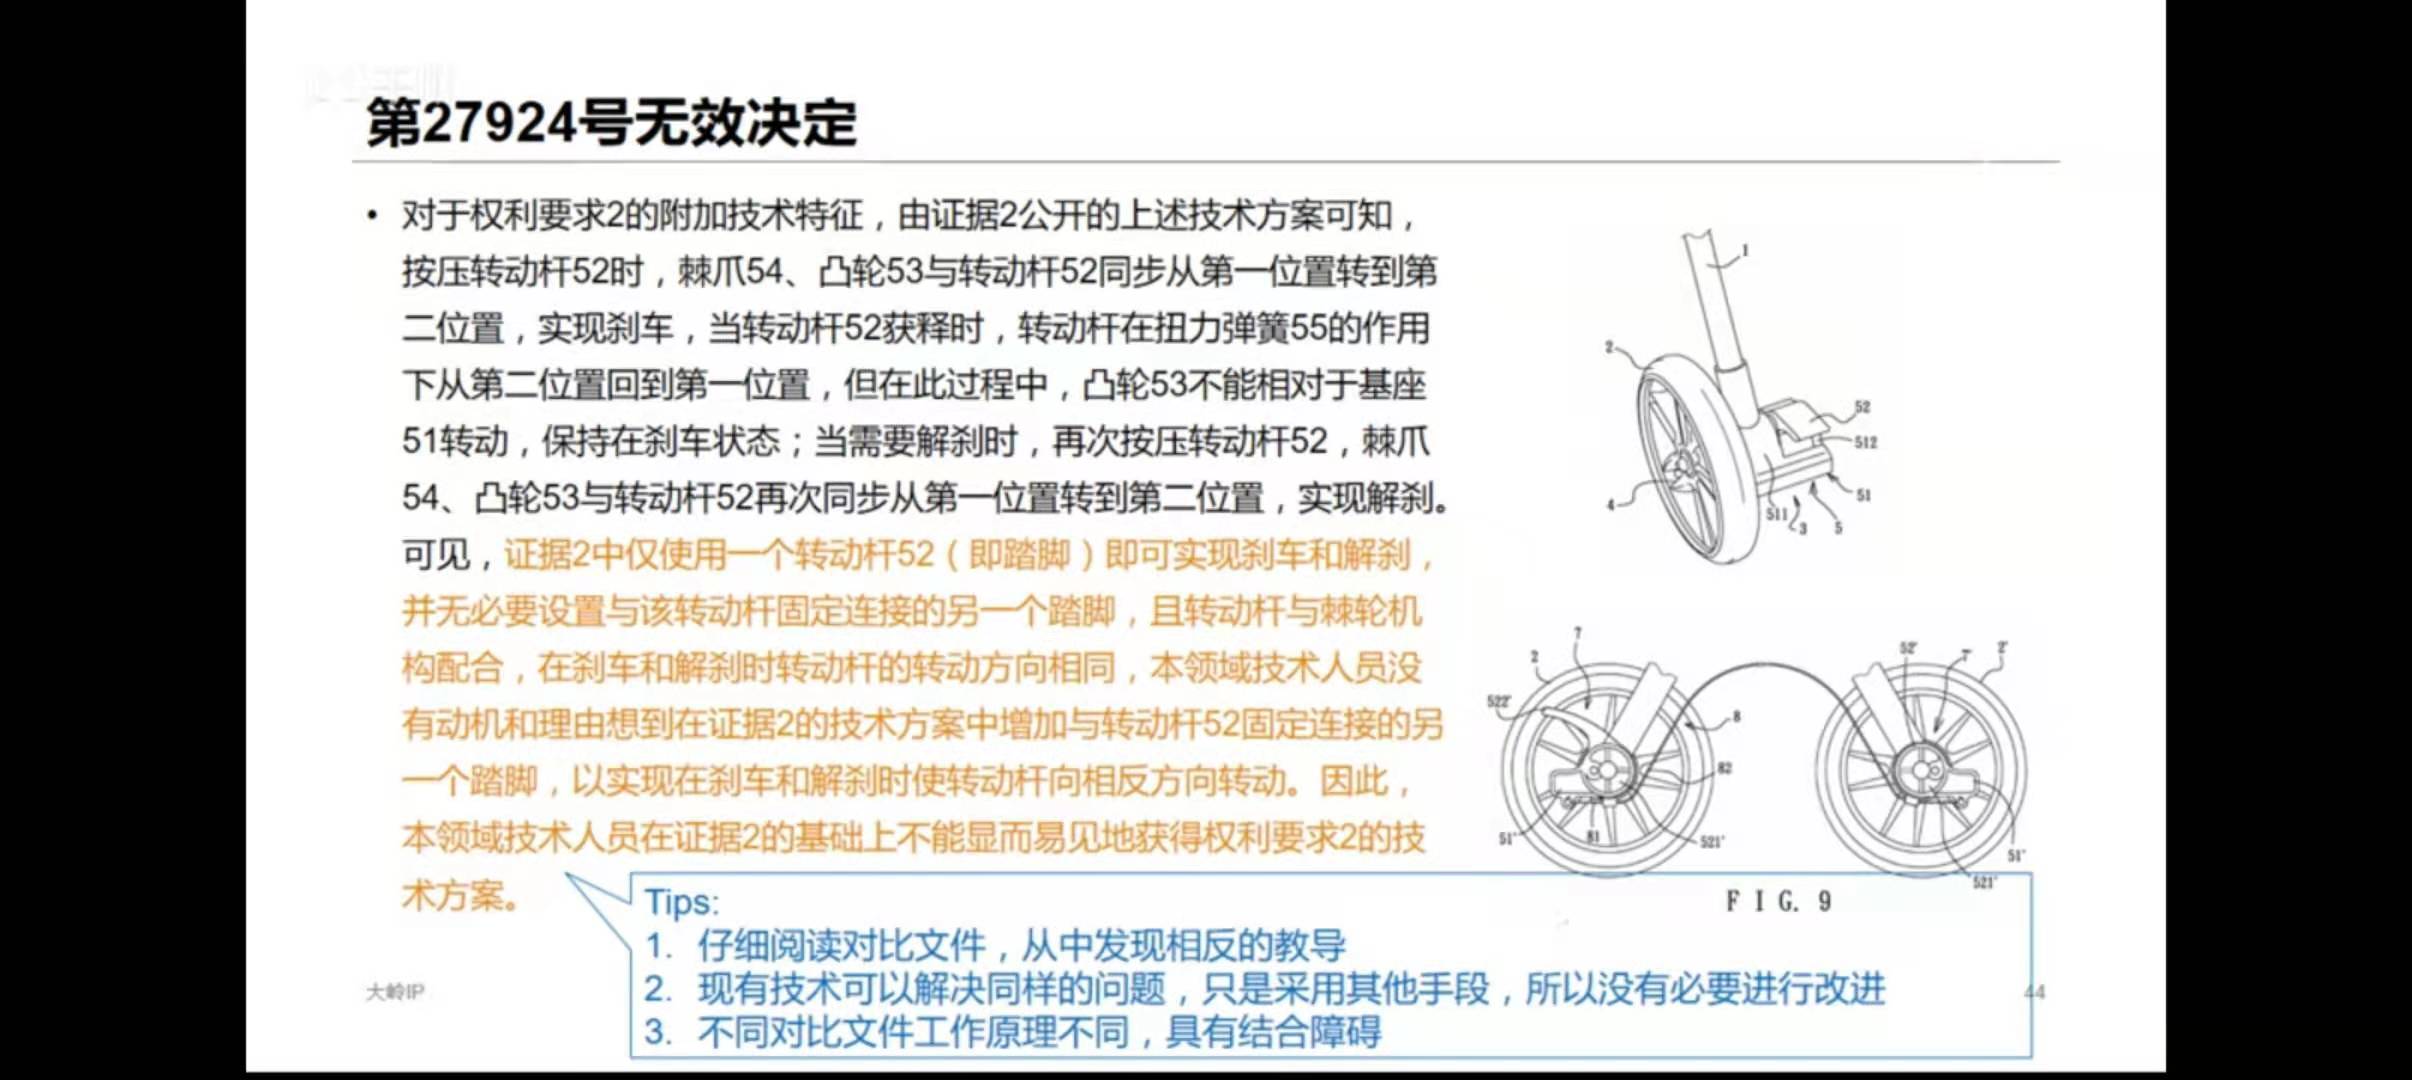 第27924号无效决定
• 对于权利要求2的附加技术特征，由证据2公开的上述技术方案可知，
按压转动杆52时，棘爪54、凸轮53与转动杆52同步从第一位置转到第
二位置，实现刹车，当转动杆52获释时，转动杆在扭力弹簧55的作用
下从第二位置回到第一位置，但在此过程中，凸轮53不能相对于基座
51转动，保持在刹车状态；当需要解刹时，再次按压转动杆52，棘爪
54、凸轮53与转动杆52再次同步从第一位置转到第二位置，实现解刹。
可见，证据2中仅使用一个转动杆52（即踏脚）即可实现刹车和解刹，
并无必要设置与该转动杆固定连接的另一个踏脚，且转动杆与棘轮机
构配合，在刹车和解刹时转动杆的转动方向相同，本领域技术人员没
有动机和理由想到在证据2的技术方案中增加与转动杆52固定连接的另
一个踏脚，以实现在刹车和解刹时使转动杆向相反方向转动。因此，
本领域技术人员在证据2的基础上不能显而易见地获得权利要求2的技
术方案。
1
2
52
512
4
51
511
3
5
7
2
522'
8
82
51'
81
521'
52'
7'
2'
51'
521'
FIG. 9
Tips:
1. 仔细阅读对比文件，从中发现相反的教导
2. 现有技术可以解决同样的问题，只是采用其他手段，所以没有必要进行改进
3. 不同对比文件工作原理不同，具有结合障碍
大岭IP
44